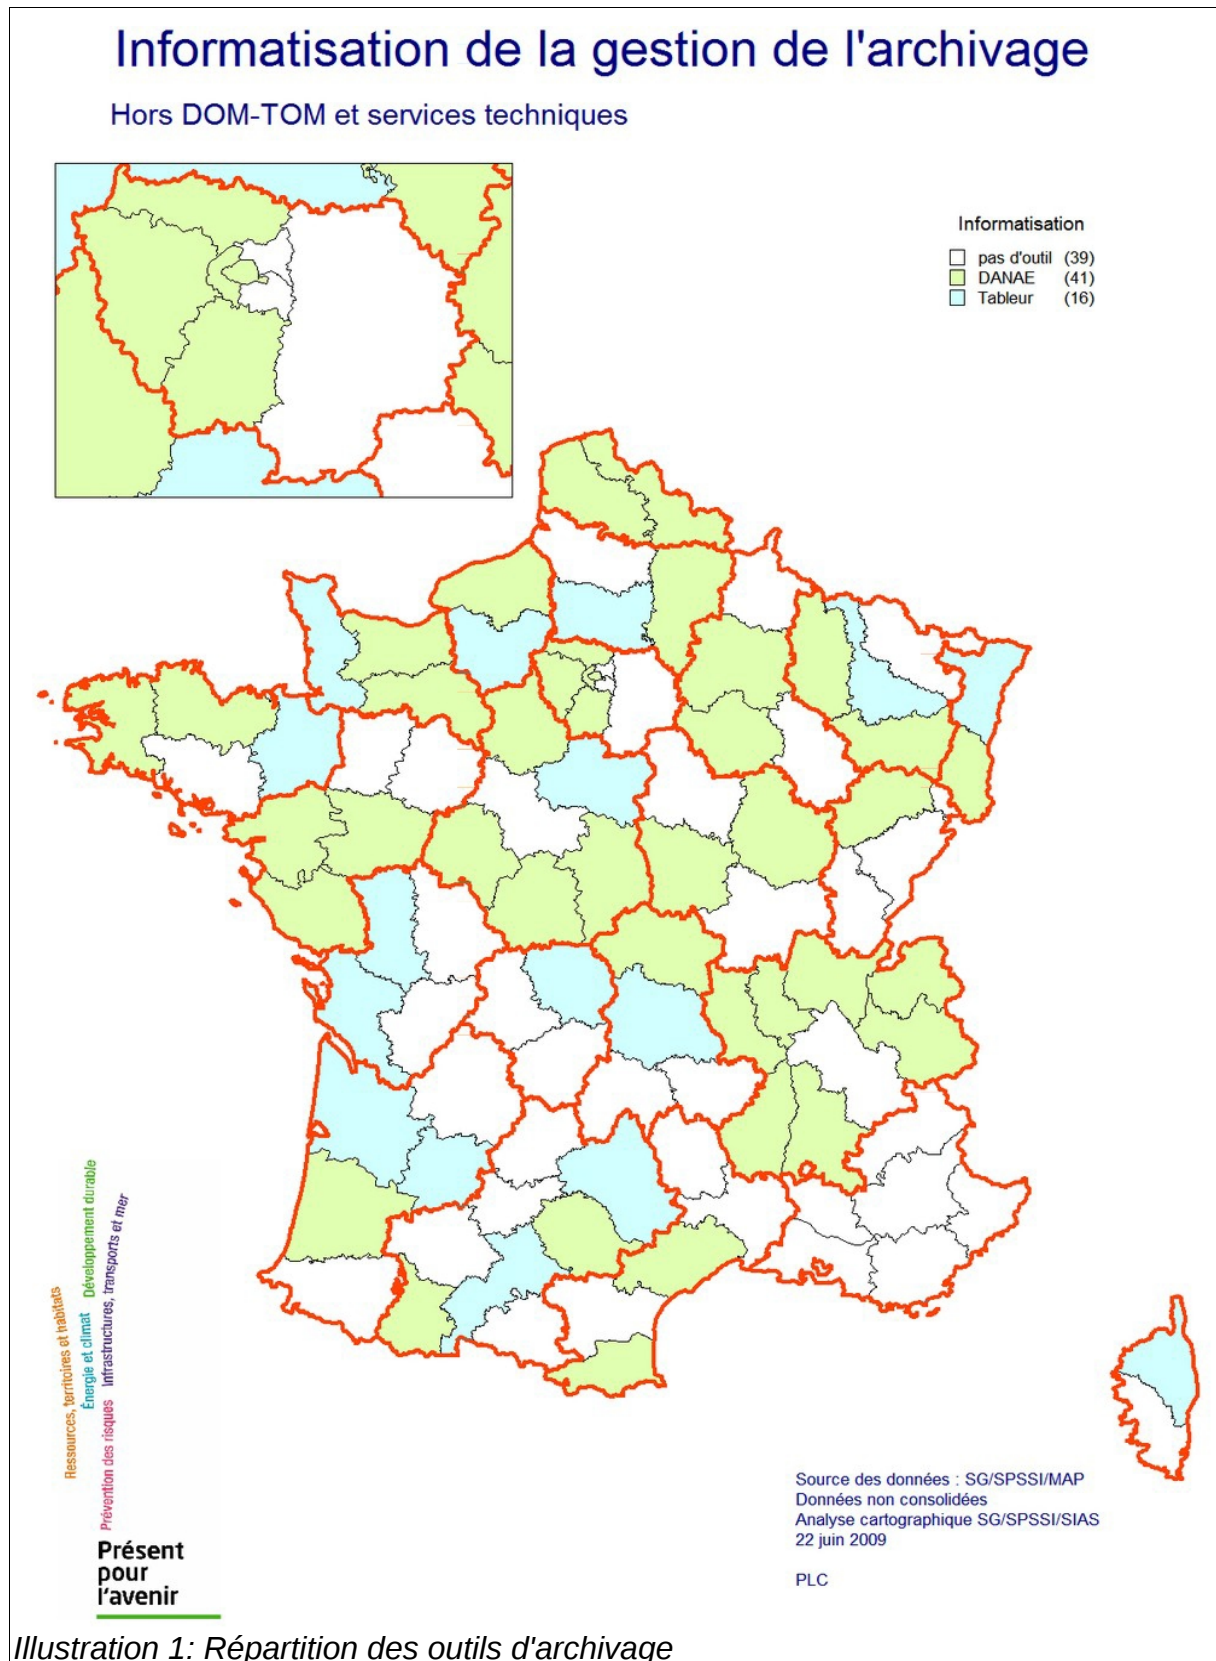 Informatisation de la gestion de l'archivage
Hors DOM-TOM et services techniques
Informatisation
pas d'outil (39)
DANAE (41)
Tableur (16)
Ressources, territoires et habitats
Énergie et climat
Développement durable
Prévention des risques
Infrastructures, transports et mer
Présent
pour
l'avenir
Source des données : SG/SPSSI/MAP
Données non consolidées
Analyse cartographique SG/SPSSI/SIAS
22 juin 2009
PLC
Illustration 1: Répartition des outils d'archivage